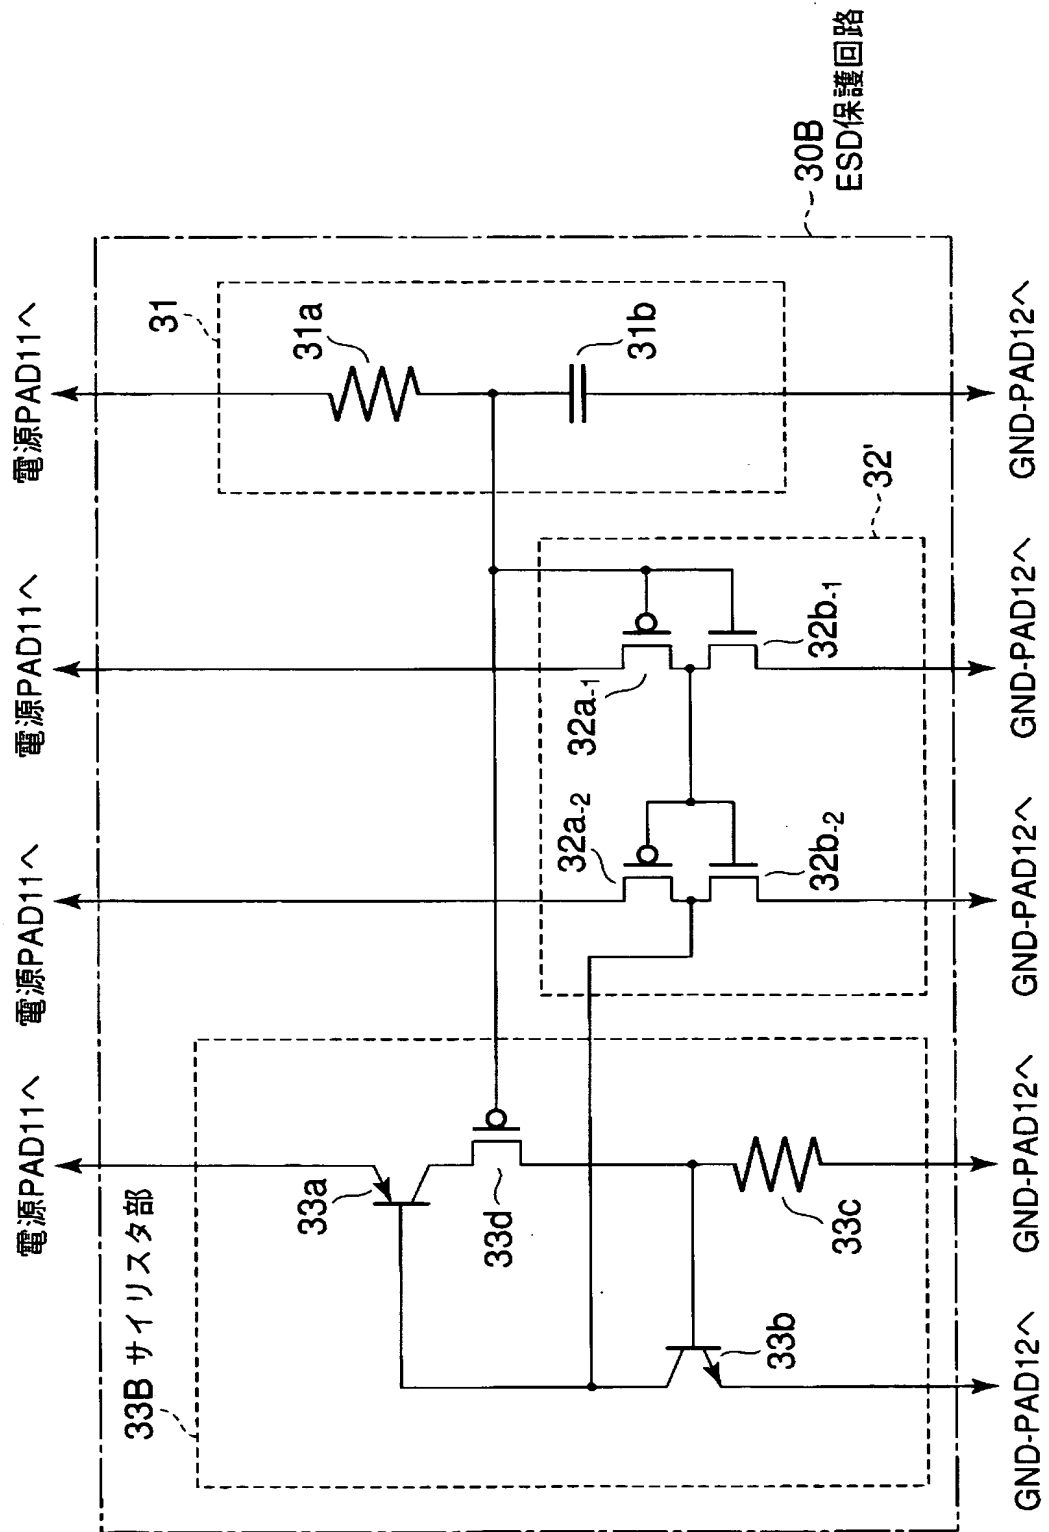 電源PAD11へ
電源PAD11へ
電源PAD11へ
電源PAD11へ
33B サイリスタ部
33a
33d
33c
33b
32a-2
32b-2
32a-1
32b-1
32'
31
31a
31b
30B
ESD保護回路
GND-PAD12へ
GND-PAD12へ
GND-PAD12へ
GND-PAD12へ
GND-PAD12へ